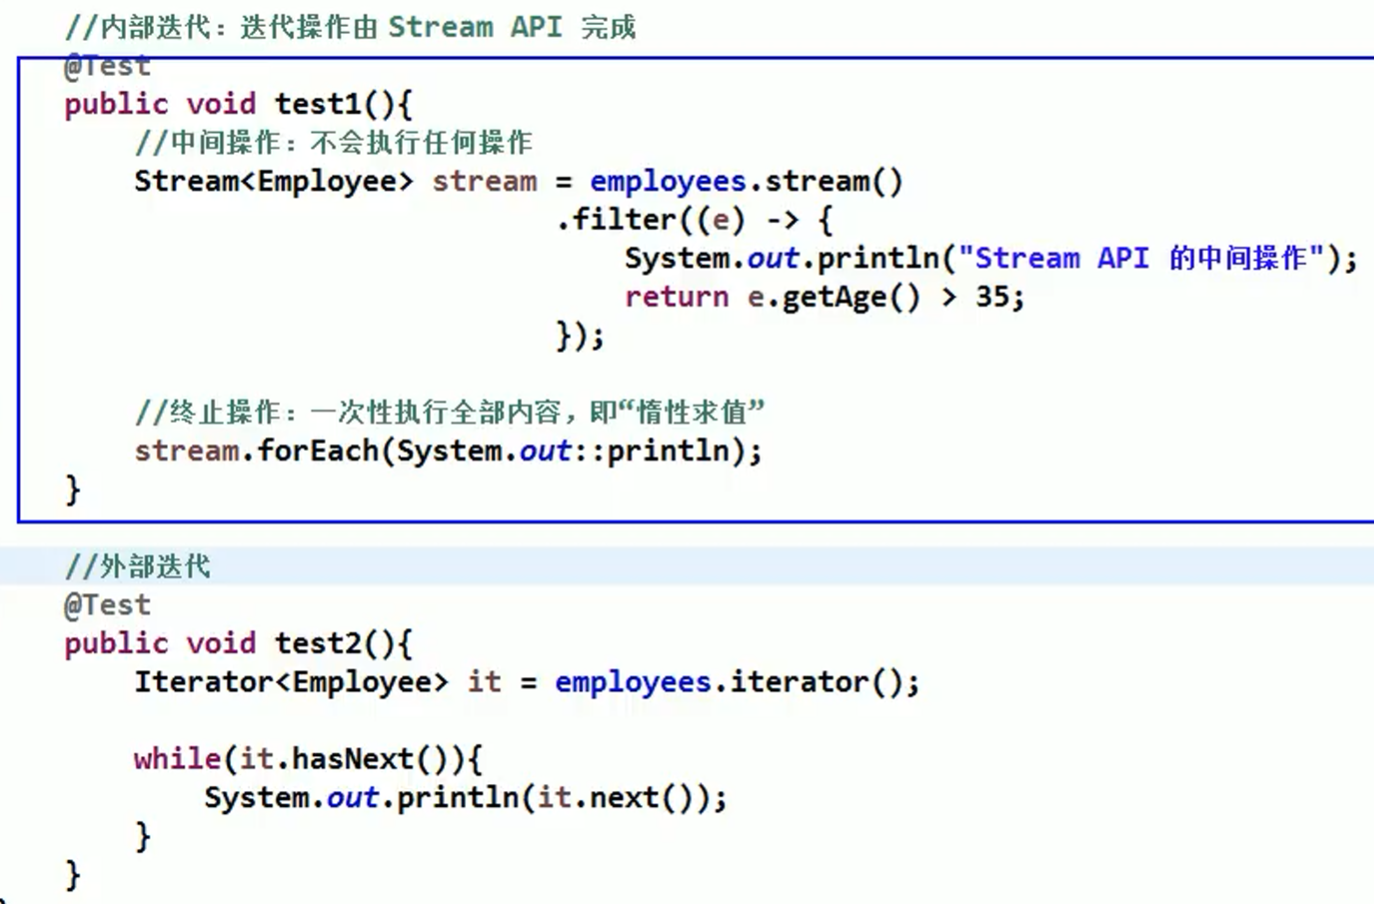 //内部迭代：迭代操作由 Stream API 完成
@Test
public void test1(){
//中间操作：不会执行任何操作
Stream<Employee> stream = employees.stream()
.filter((e) -> {
System.out.println("Stream API 的中间操作");
return e.getAge() > 35;
});
//终止操作：一次性执行全部内容，即“惰性求值”
stream.forEach(System.out::println);
}
//外部迭代
@Test
public void test2(){
Iterator<Employee> it = employees.iterator();
while(it.hasNext()){
System.out.println(it.next());
}
}